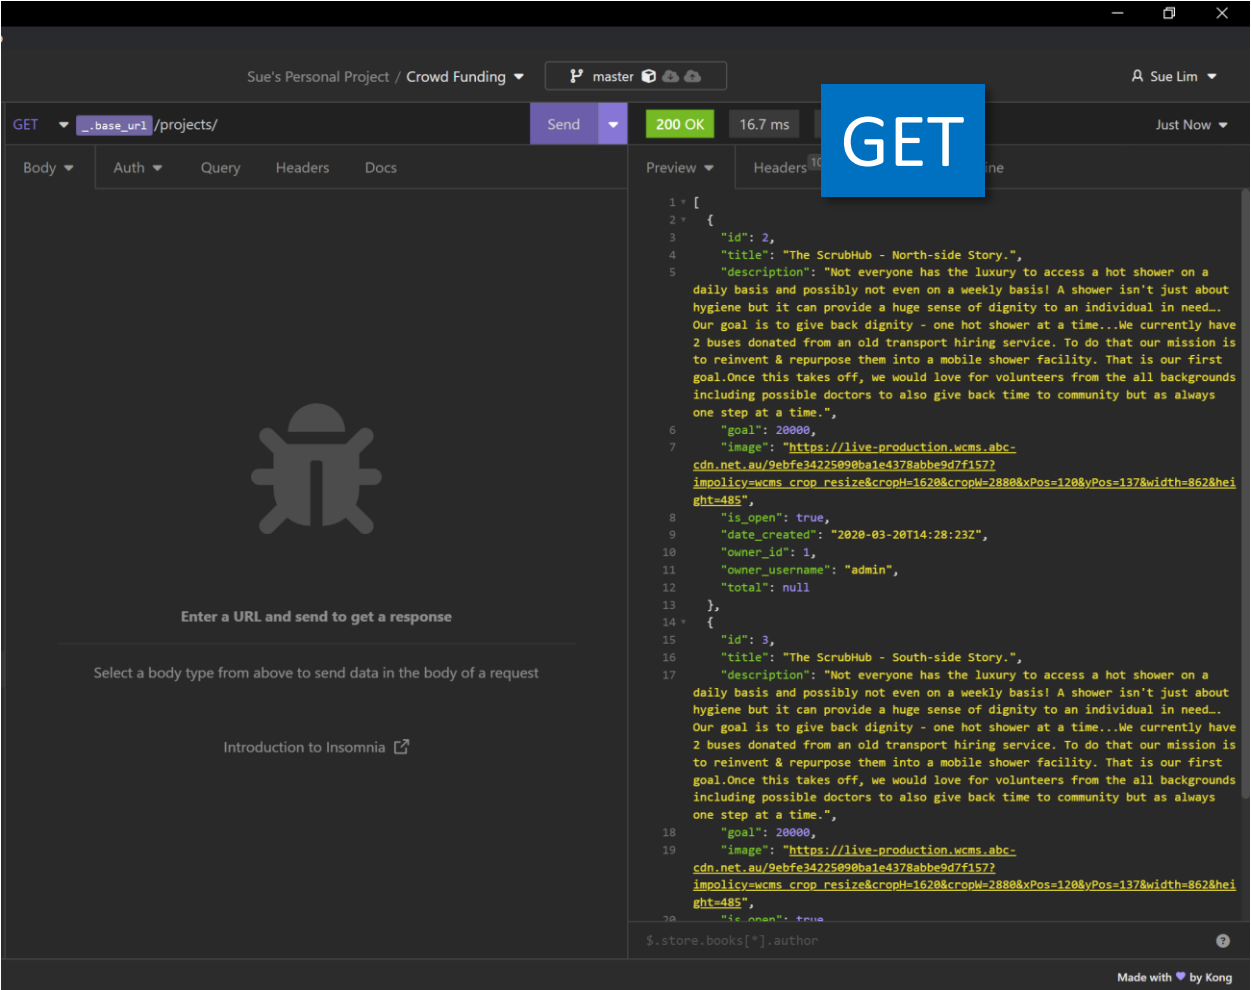 Sue's Personal Project / Crowd Funding
master
Sue Lim
GET _.base_url /projects/
Send
200 OK
16.7 ms
GET
Just Now
Body
Auth
Query
Headers
Docs
Preview
Headers
1 [
2 {
3 "id": 2,
4 "title": "The ScrubHub - North-side Story.",
5 "description": "Not everyone has the luxury to access a hot shower on a
daily basis and possibly not even on a weekly basis! A shower isn't just about
hygiene but it can provide a huge sense of dignity to an individual in need….
Our goal is to give back dignity - one hot shower at a time...We currently have
2 buses donated from an old transport hiring service. To do that our mission is
to reinvent & repurpose them into a mobile shower facility. That is our first
goal.Once this takes off, we would love for volunteers from the all backgrounds
including possible doctors to also give back time to community but as always
one step at a time.",
6 "goal": 20000,
7 "image": "https://live-production.wcms.abc-
cdn.net.au/9ebfe34225090ba1e4378abbe9d7f157?
impolicy=wcms_crop_resize&cropH=1620&cropW=2880&xPos=120&yPos=137&width=862&hei
ght=485",
8 "is_open": true,
9 "date_created": "2020-03-20T14:28:23Z",
10 "owner_id": 1,
11 "owner_username": "admin",
12 "total": null
13 },
14 {
15 "id": 3,
16 "title": "The ScrubHub - South-side Story.",
17 "description": "Not everyone has the luxury to access a hot shower on a
daily basis and possibly not even on a weekly basis! A shower isn't just about
hygiene but it can provide a huge sense of dignity to an individual in need….
Our goal is to give back dignity - one hot shower at a time...We currently have
2 buses donated from an old transport hiring service. To do that our mission is
to reinvent & repurpose them into a mobile shower facility. That is our first
goal.Once this takes off, we would love for volunteers from the all backgrounds
including possible doctors to also give back time to community but as always
one step at a time.",
18 "goal": 20000,
19 "image": "https://live-production.wcms.abc-
cdn.net.au/9ebfe34225090ba1e4378abbe9d7f157?
impolicy=wcms_crop_resize&cropH=1620&cropW=2880&xPos=120&yPos=137&width=862&hei
ght=485",
20 "is_open": true
Enter a URL and send to get a response
Select a body type from above to send data in the body of a request
Introduction to Insomnia
$.store.books[*].author
Made with 💜 by Kong